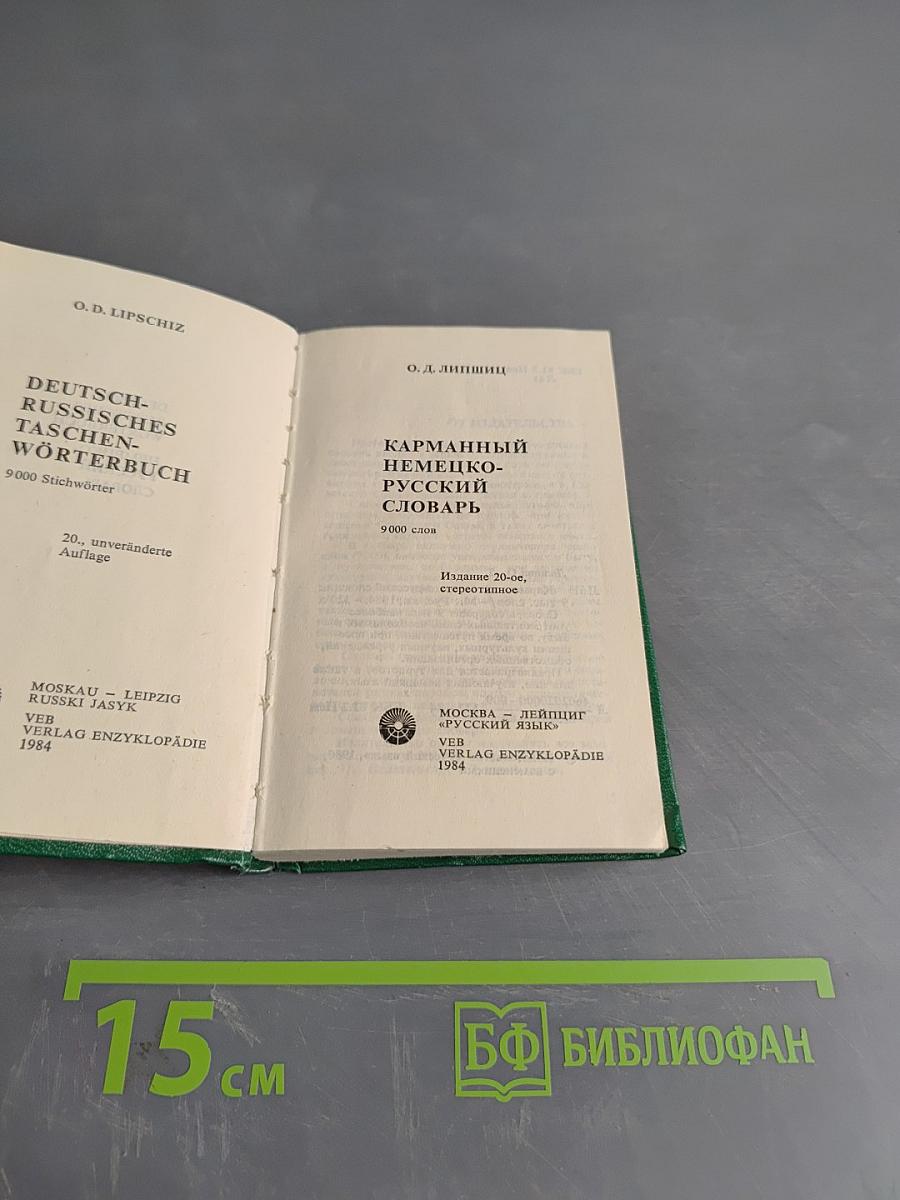 O. D. LIPSCHIZ
DEUTSCH-
RUSSISCHES
TASCHEN-
WÖRTERBUCH
9000 Stichwörter
20., unveränderte
Auflage
MOSKAU – LEIPZIG
RUSSKI JASYK
VEB
VERLAG ENZYKLOPÄDIE
1984
О. Д. ЛИПШИЦ
КАРМАННЫЙ
НЕМЕЦКО-
РУССКИЙ
СЛОВАРЬ
9000 слов
Издание 20-ое,
стереотипное
МОСКВА – ЛЕЙПЦИГ
«РУССКИЙ ЯЗЫК»
VEB
VERLAG ENZYKLOPÄDIE
1984
15 см
БФ БИБЛИОФАН